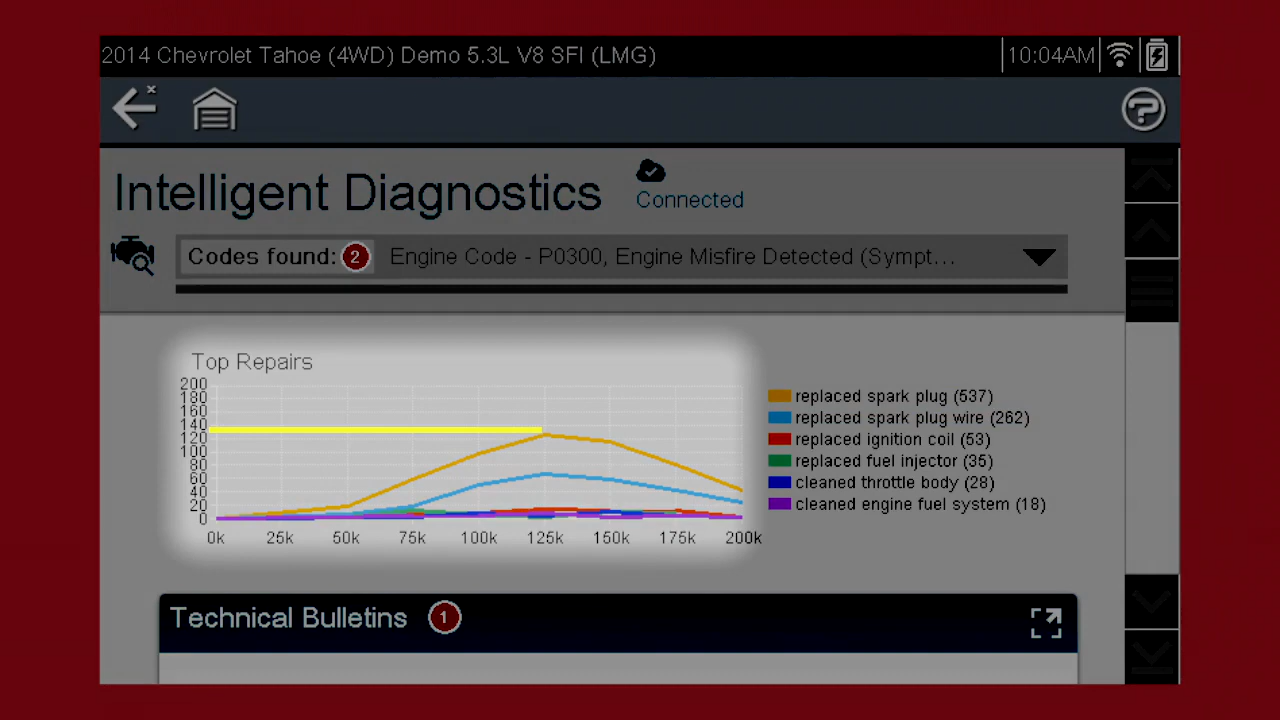 2014 Chevrolet Tahoe (4WD) Demo 5.3L V8 SFI (LMG)
10:04AM
Intelligent Diagnostics
Connected
Codes found: 2 Engine Code - P0300, Engine Misfire Detected (Sympt...
Top Repairs
200
180
160
140
120
100
80
60
40
20
0
0k 25k 50k 75k 100k 125k 150k 175k 200k
replaced spark plug (537)
replaced spark plug wire (262)
replaced ignition coil (53)
replaced fuel injector (35)
cleaned throttle body (28)
cleaned engine fuel system (18)
Technical Bulletins 1